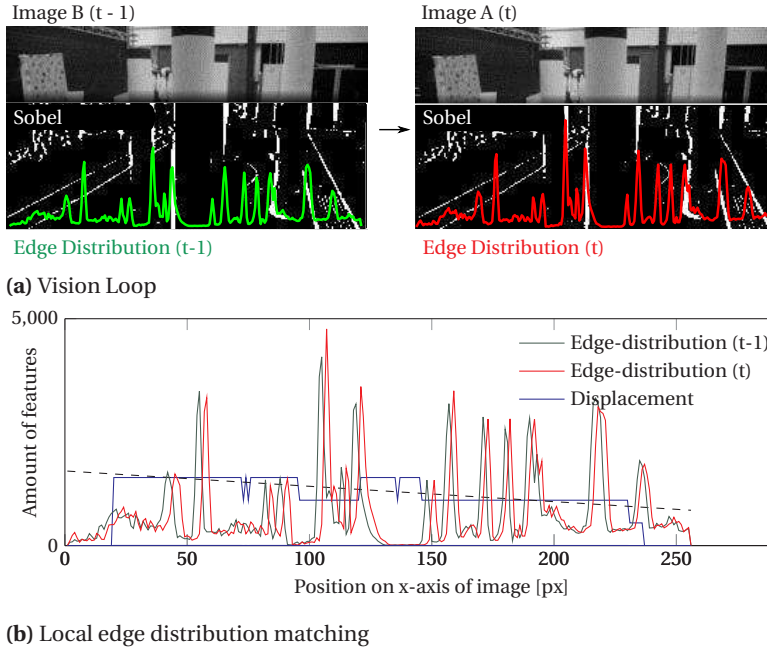 Image B (t - 1)
Image A (t)
Sobel
Sobel
Edge Distribution (t-1)
Edge Distribution (t)
(a) Vision Loop
5,000
Edge-distribution (t-1)
Edge-distribution (t)
Displacement
Amount of features
0
0 50 100 150 200 250
Position on x-axis of image [px]
(b) Local edge distribution matching